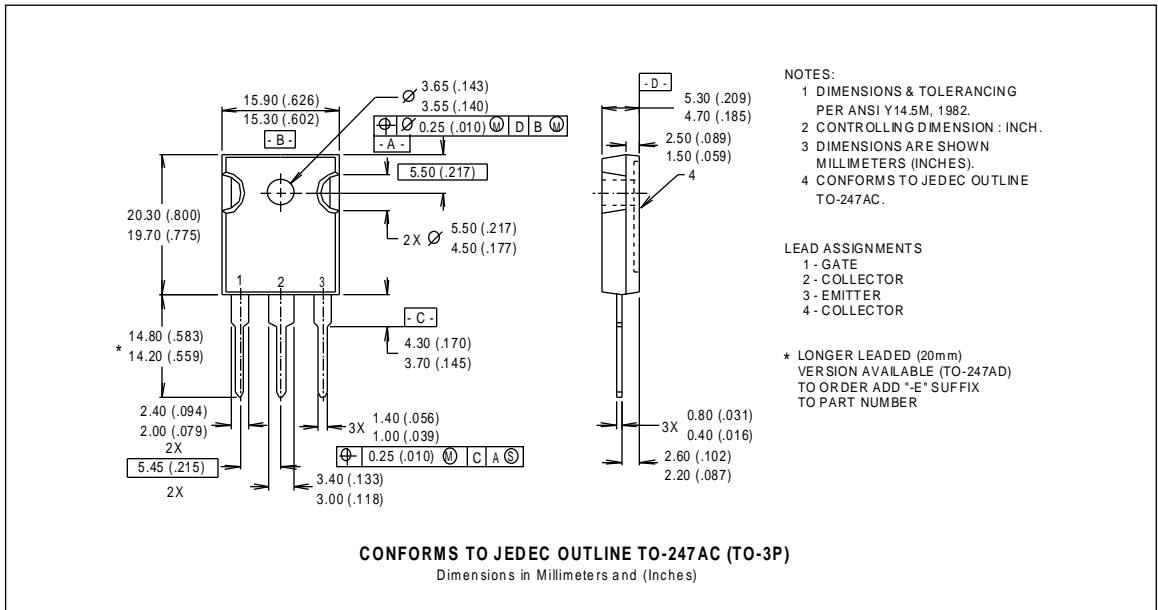 15.90 (.626)
15.30 (.602)
- B -
Ø 3.65 (.143)
3.55 (.140)
⌖ Ø 0.25 (.010) Ⓜ D B Ⓜ
- A -
5.50 (.217)
20.30 (.800)
19.70 (.775)
2X Ø 5.50 (.217)
4.50 (.177)
1 2 3
- C -
* 14.80 (.583)
14.20 (.559)
4.30 (.170)
3.70 (.145)
2.40 (.094)
2.00 (.079)
2X
5.45 (.215)
2X
3X 1.40 (.056)
1.00 (.039)
⌖ 0.25 (.010) Ⓜ C A Ⓢ
3.40 (.133)
3.00 (.118)
- D -
5.30 (.209)
4.70 (.185)
2.50 (.089)
1.50 (.059)
4
3X 0.80 (.031)
0.40 (.016)
2.60 (.102)
2.20 (.087)
NOTES:
1 DIMENSIONS & TOLERANCING
PER ANSI Y14.5M, 1982.
2 CONTROLLING DIMENSION : INCH.
3 DIMENSIONS ARE SHOWN
MILLIMETERS (INCHES).
4 CONFORMS TO JEDEC OUTLINE
TO-247AC.
LEAD ASSIGNMENTS
1 - GATE
2 - COLLECTOR
3 - EMITTER
4 - COLLECTOR
* LONGER LEADED (20mm)
VERSION AVAILABLE (TO-247AD)
TO ORDER ADD "-E" SUFFIX
TO PART NUMBER
CONFORMS TO JEDEC OUTLINE TO-247AC (TO-3P)
Dimensions in Millimeters and (Inches)